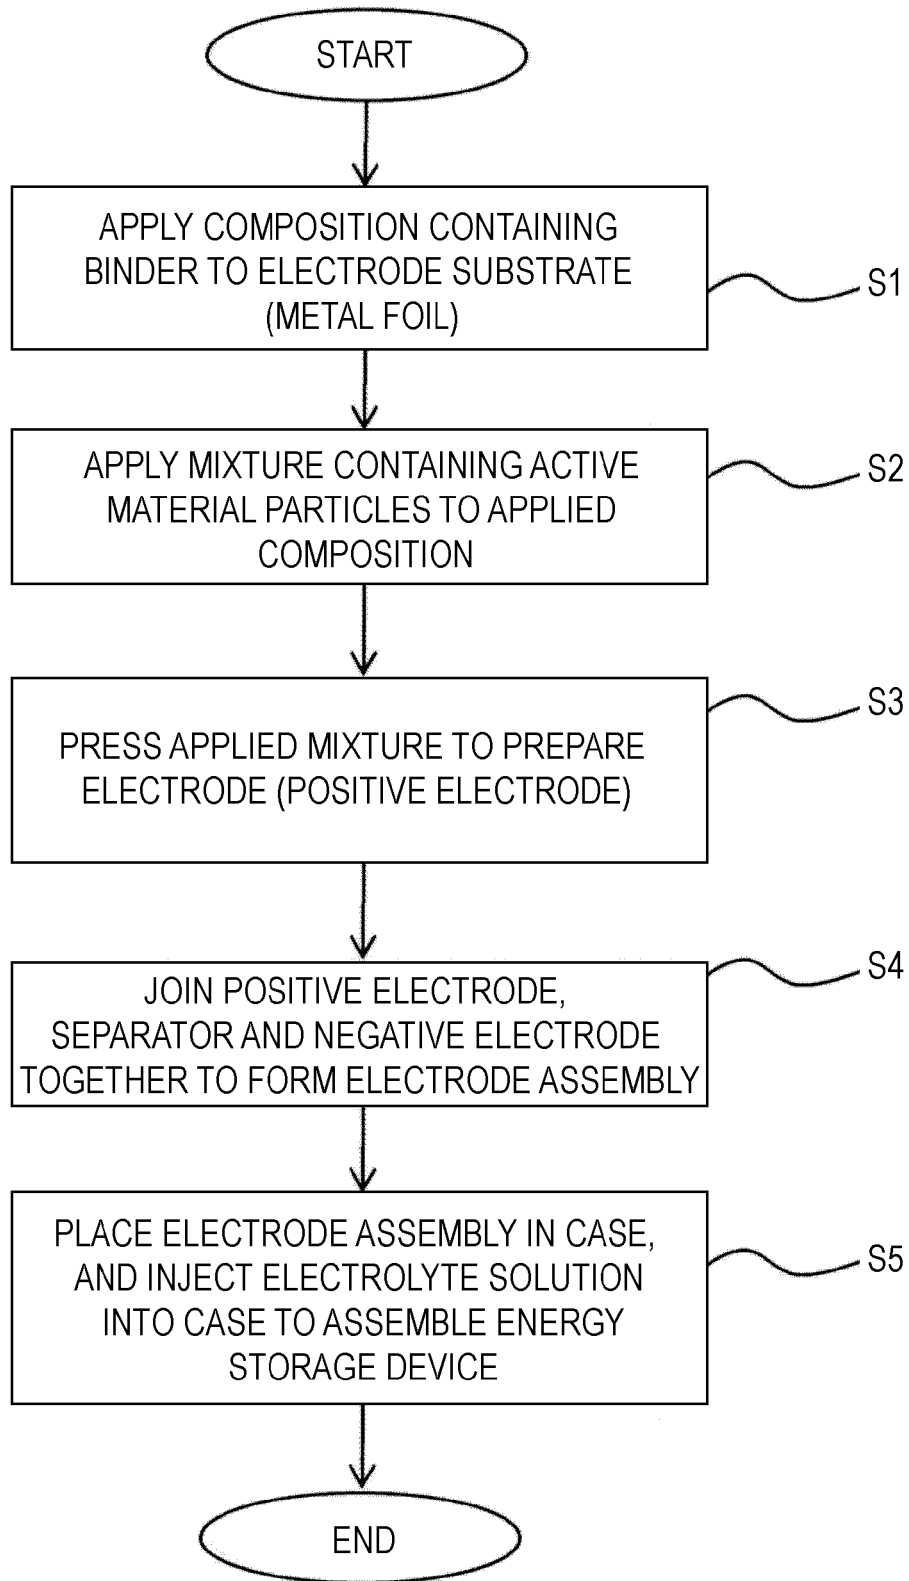 START
APPLY COMPOSITION CONTAINING
BINDER TO ELECTRODE SUBSTRATE
(METAL FOIL)
S1
APPLY MIXTURE CONTAINING ACTIVE
MATERIAL PARTICLES TO APPLIED
COMPOSITION
S2
PRESS APPLIED MIXTURE TO PREPARE
ELECTRODE (POSITIVE ELECTRODE)
S3
JOIN POSITIVE ELECTRODE,
SEPARATOR AND NEGATIVE ELECTRODE
TOGETHER TO FORM ELECTRODE ASSEMBLY
S4
PLACE ELECTRODE ASSEMBLY IN CASE,
AND INJECT ELECTROLYTE SOLUTION
INTO CASE TO ASSEMBLE ENERGY
STORAGE DEVICE
S5
END